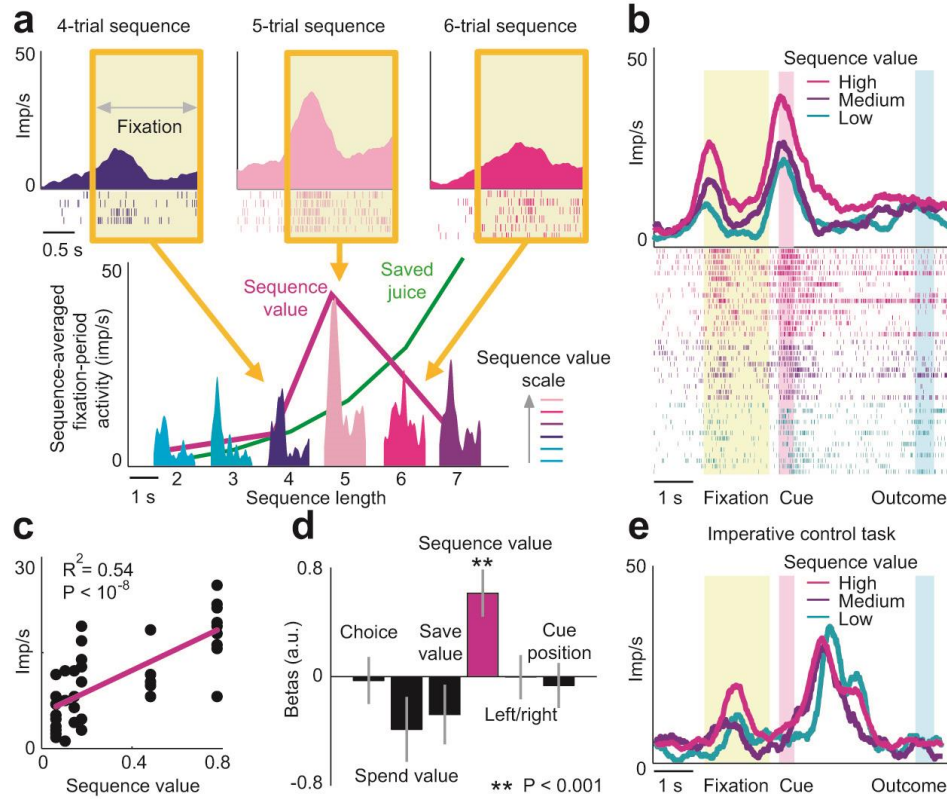 a
4-trial sequence
5-trial sequence
6-trial sequence
50
Imp/s
0
Fixation
0.5 s
50
Sequence-averaged
fixation-period
activity (imp/s)
0
Sequence
value
Saved
juice
Sequence value
scale
2 3 4 5 6 7
1 s
Sequence length
b
50
Imp/s
0
Sequence value
High
Medium
Low
1 s
Fixation
Cue
Outcome
c
30
Imp/s
0
R2 = 0.54
P < 10-8
0 0.4 0.8
Sequence value
d
0.8
Betas (a.u.)
0
-0.8
Sequence value
**
Choice
Save
value
Cue
position
Left/right
Spend value
** P < 0.001
e
Imperative control task
50
Imp/s
0
Sequence value
High
Medium
Low
1 s
Fixation
Cue
Outcome